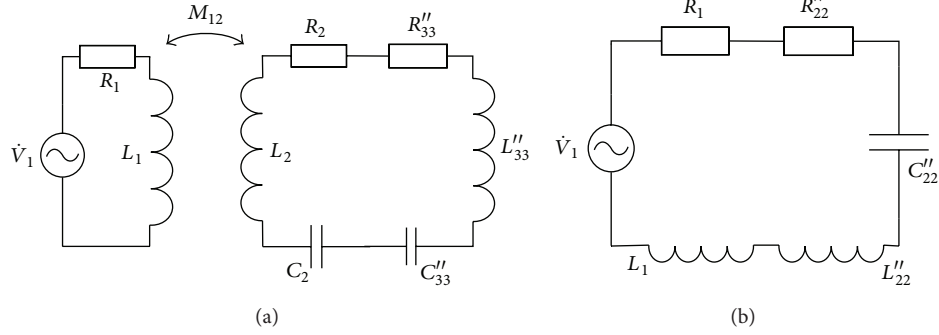 M₁₂
R₂ R″₃₃
R₁
V̇₁
L₁
L₂
L″₃₃
C₂
C″₃₃
(a)
R₁ R″₂₂
V̇₁
C″₂₂
L₁
L″₂₂
(b)